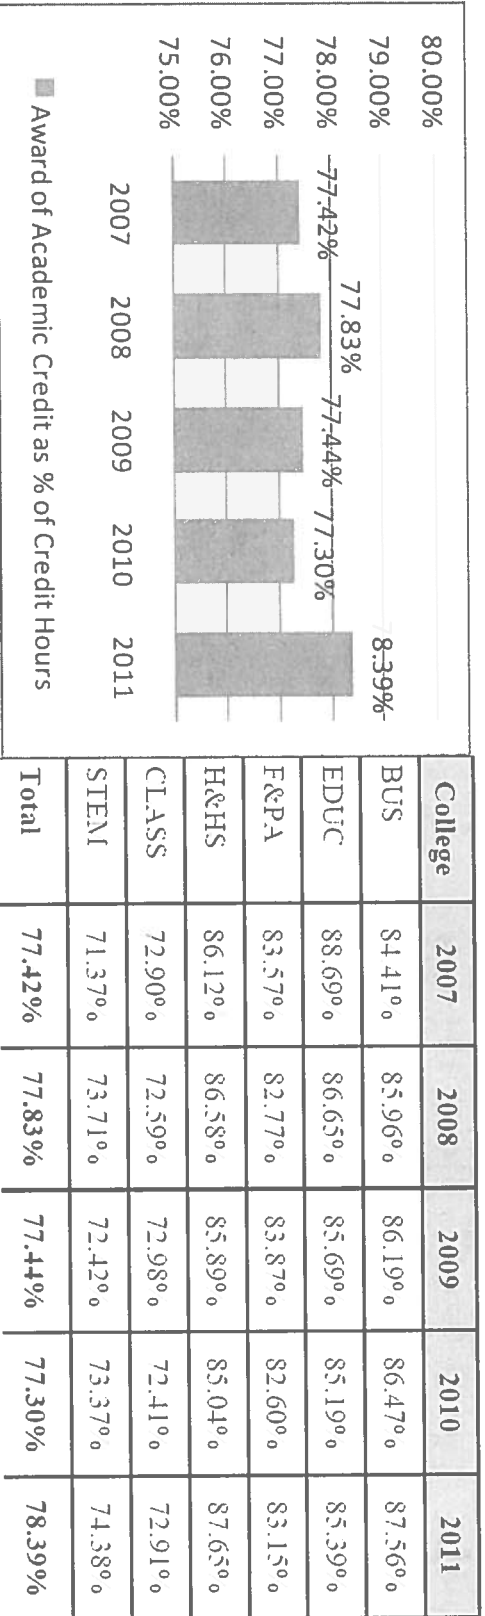 80.00%
79.00%
78.00%
77.00%
76.00%
75.00%
77.42%
77.83%
77.44%
77.30%
8.39%
2007 2008 2009 2010 2011
Award of Academic Credit as % of Credit Hours
College 2007 2008 2009 2010 2011
BUS 84.41% 85.96% 86.19% 86.47% 87.56%
EDUC 88.69% 86.65% 85.69% 85.19% 85.39%
F&PA 83.57% 82.77% 83.87% 82.60% 83.15%
H&HS 86.12% 86.58% 85.89% 85.04% 87.65%
CLASS 72.90% 72.59% 72.98% 72.41% 72.91%
STEM 71.37% 73.71% 72.42% 73.37% 74.38%
Total 77.42% 77.83% 77.44% 77.30% 78.39%